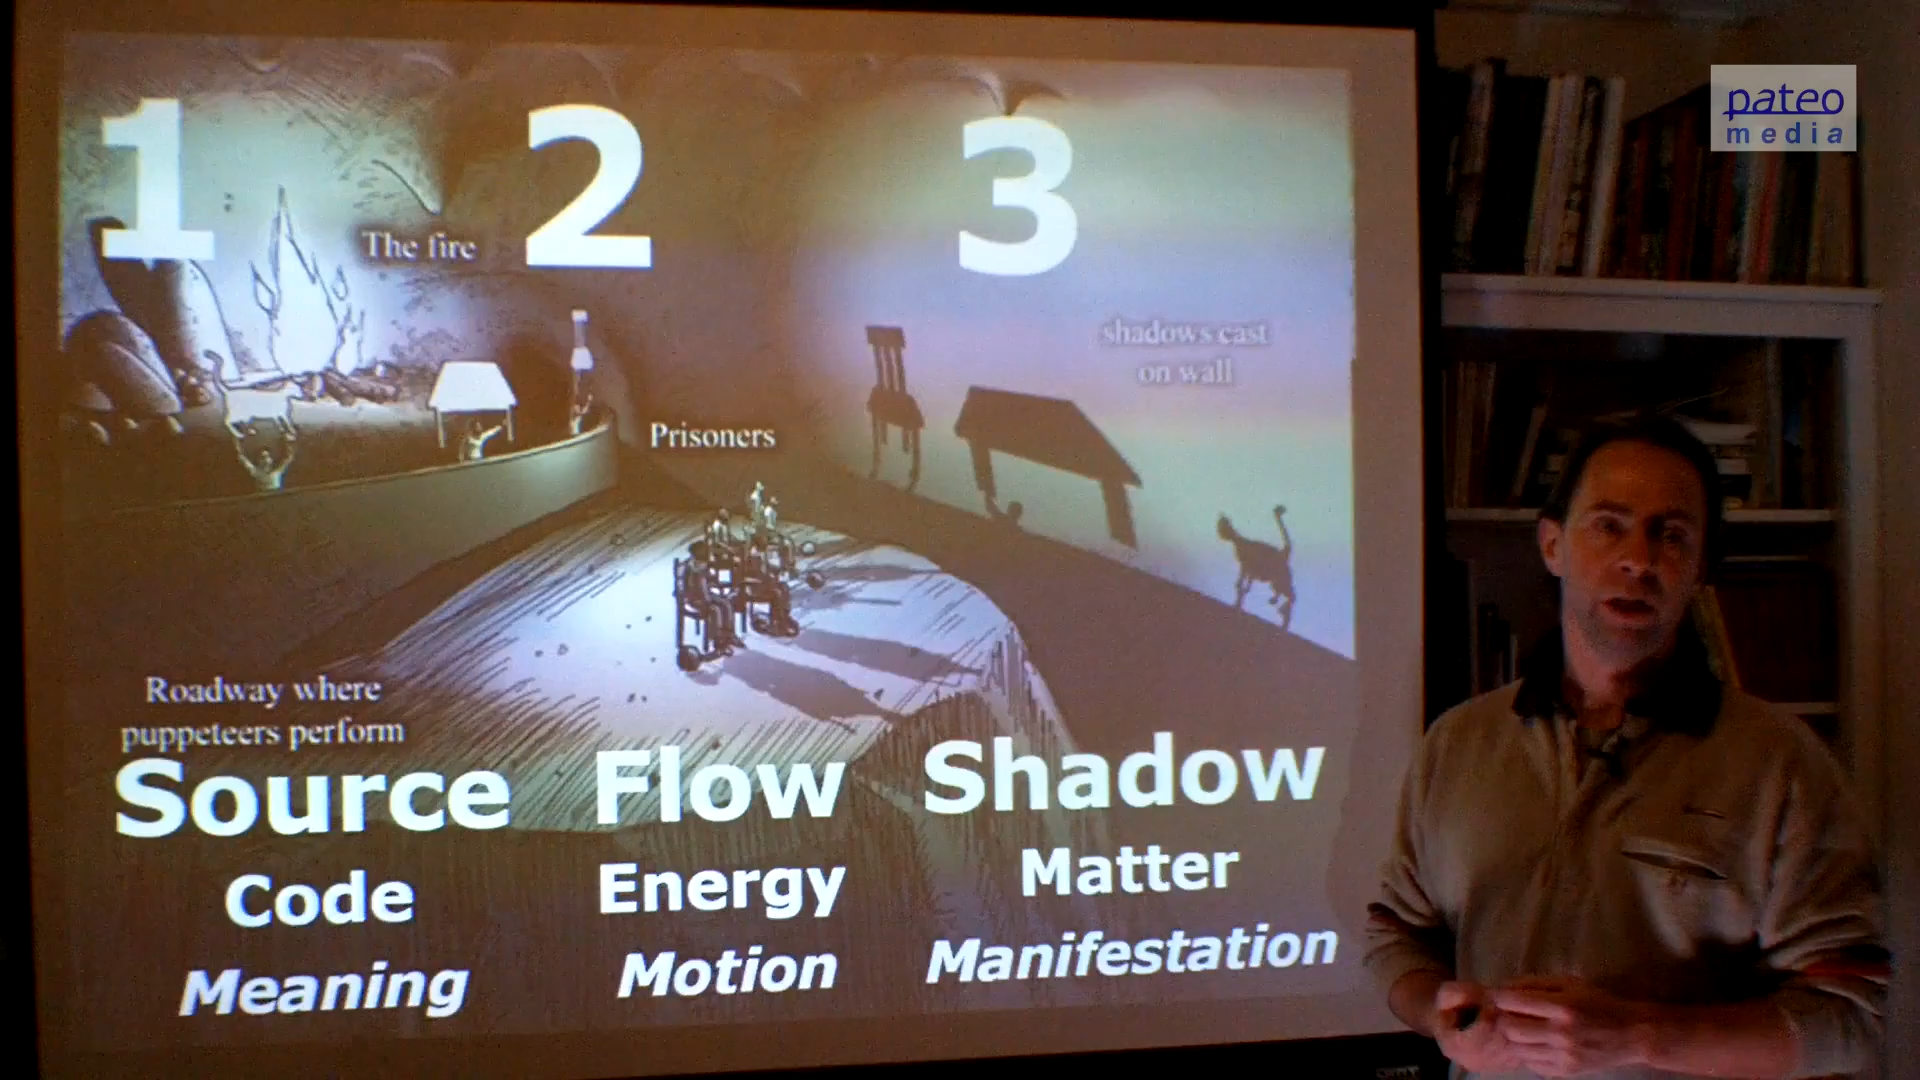 pateo
media
1 2 3
The fire
shadows cast
on wall
Prisoners
Roadway where
puppeteers perform
Source Flow Shadow
Code Energy Matter
Meaning Motion Manifestation